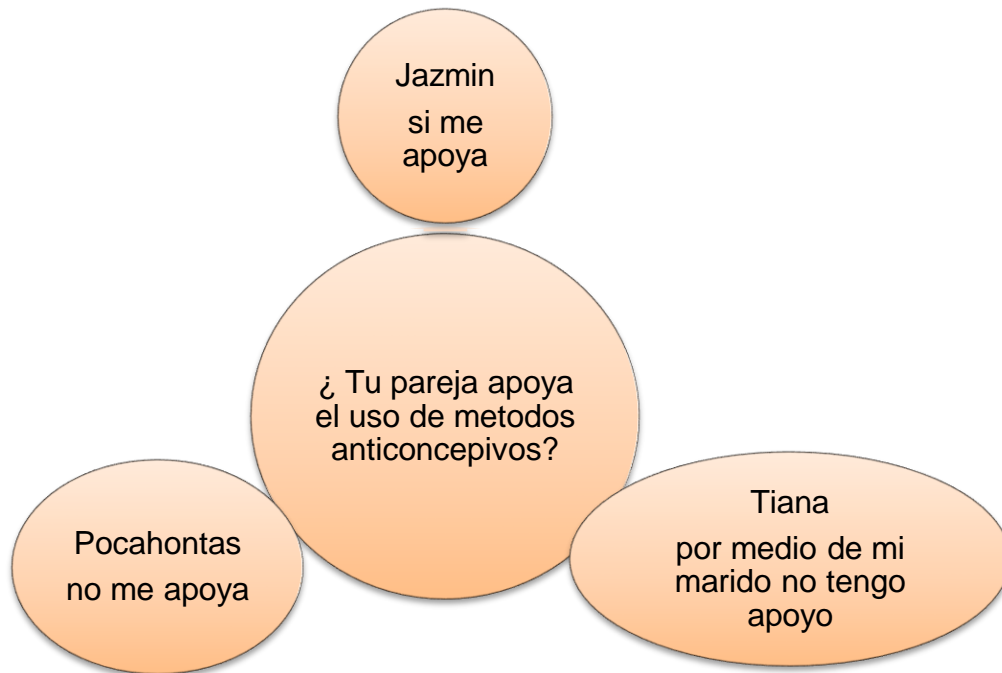 Jazmin
si me
apoya
¿ Tu pareja apoya
el uso de metodos
anticoncepivos?
Pocahontas
no me apoya
Tiana
por medio de mi
marido no tengo
apoyo